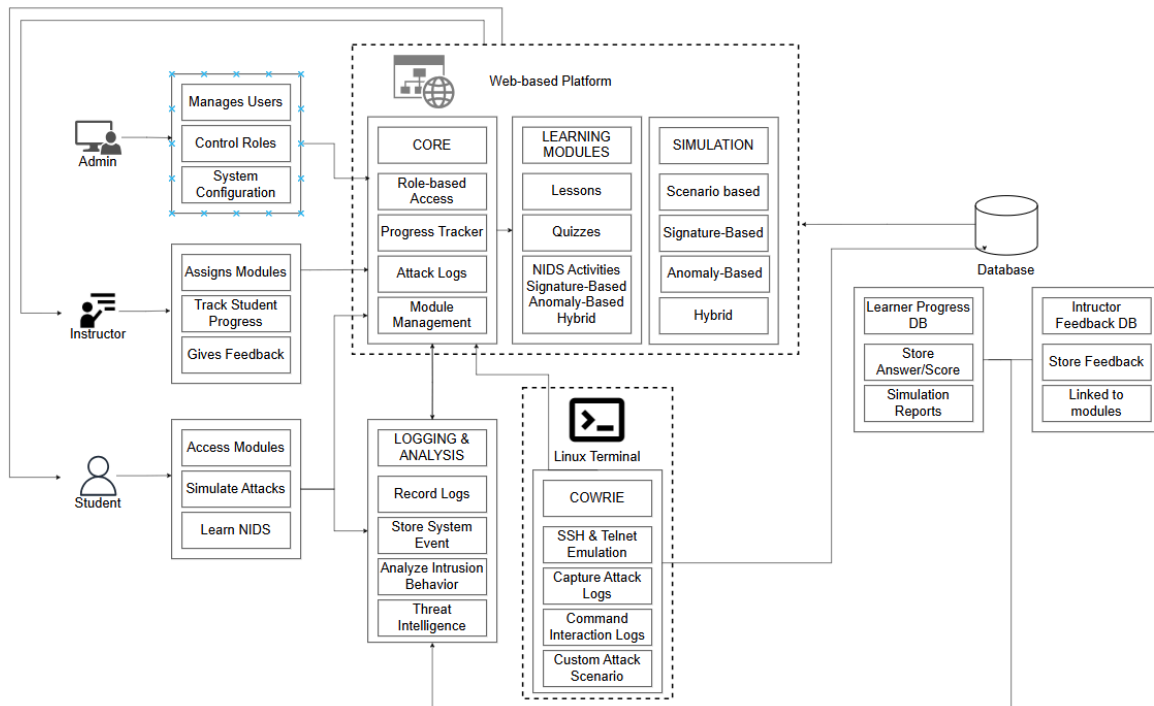 Web-based Platform
Admin
Manages Users
Control Roles
System
Configuration
Instructor
Assigns Modules
Track Student
Progress
Gives Feedback
Student
Access Modules
Simulate Attacks
Learn NIDS
CORE
Role-based
Access
Progress Tracker
Attack Logs
Module
Management
LEARNING
MODULES
Lessons
Quizzes
NIDS Activities
Signature-Based
Anomaly-Based
Hybrid
SIMULATION
Scenario based
Signature-Based
Anomaly-Based
Hybrid
LOGGING &
ANALYSIS
Record Logs
Store System
Event
Analyze Intrusion
Behavior
Threat
Intelligence
Linux Terminal
COWRIE
SSH & Telnet
Emulation
Capture Attack
Logs
Command
Interaction Logs
Custom Attack
Scenario
Database
Learner Progress
DB
Store
Answer/Score
Simulation
Reports
Intructor
Feedback DB
Store Feedback
Linked to
modules